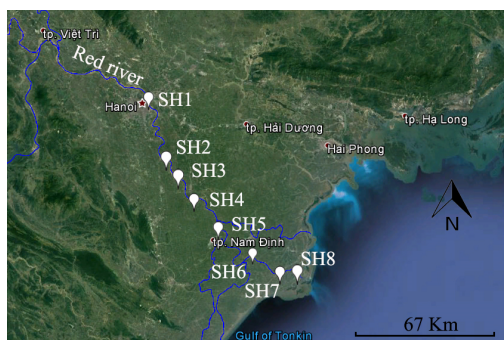 tp. Việt Trì
Red river
Hanoi
SH1
tp. Hải Dương
tp. Hạ Long
Hải Phong
SH2
SH3
SH4
N
SH5
tp. Nam Định
SH6
SH8
SH7
67 Km
Gulf of Tonkin